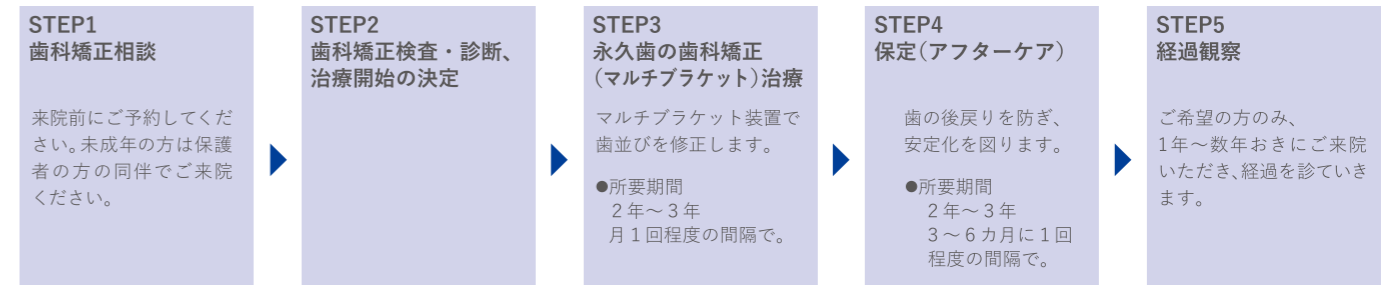 STEP1
歯科矯正相談
来院前にご予約してくだ
さい。未成年の方は保護
者の方の同伴でご来院
ください。
STEP2
歯科矯正検査・診断、
治療開始の決定
STEP3
永久歯の歯科矯正
(マルチブラケット)治療
マルチブラケット装置で
歯並びを修正します。
●所要期間
２年〜３年
月１回程度の間隔で。
STEP4
保定(アフターケア)
歯の後戻りを防ぎ、
安定化を図ります。
●所要期間
２年〜３年
３〜６カ月に１回
程度の間隔で。
STEP5
経過観察
ご希望の方のみ、
1年〜数年おきにご来院
いただき、経過を診ていき
ます。